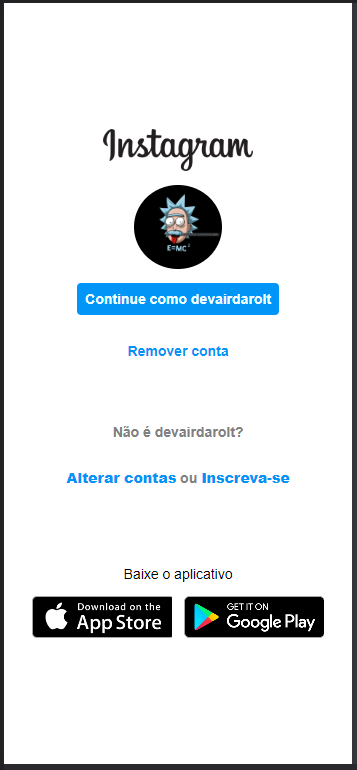 Instagram
E=MC²
Continue como devairdarolt
Remover conta
Não é devairdarolt?
Alterar contas ou Inscreva-se
Baixe o aplicativo
Download on the
App Store
GET IT ON
Google Play